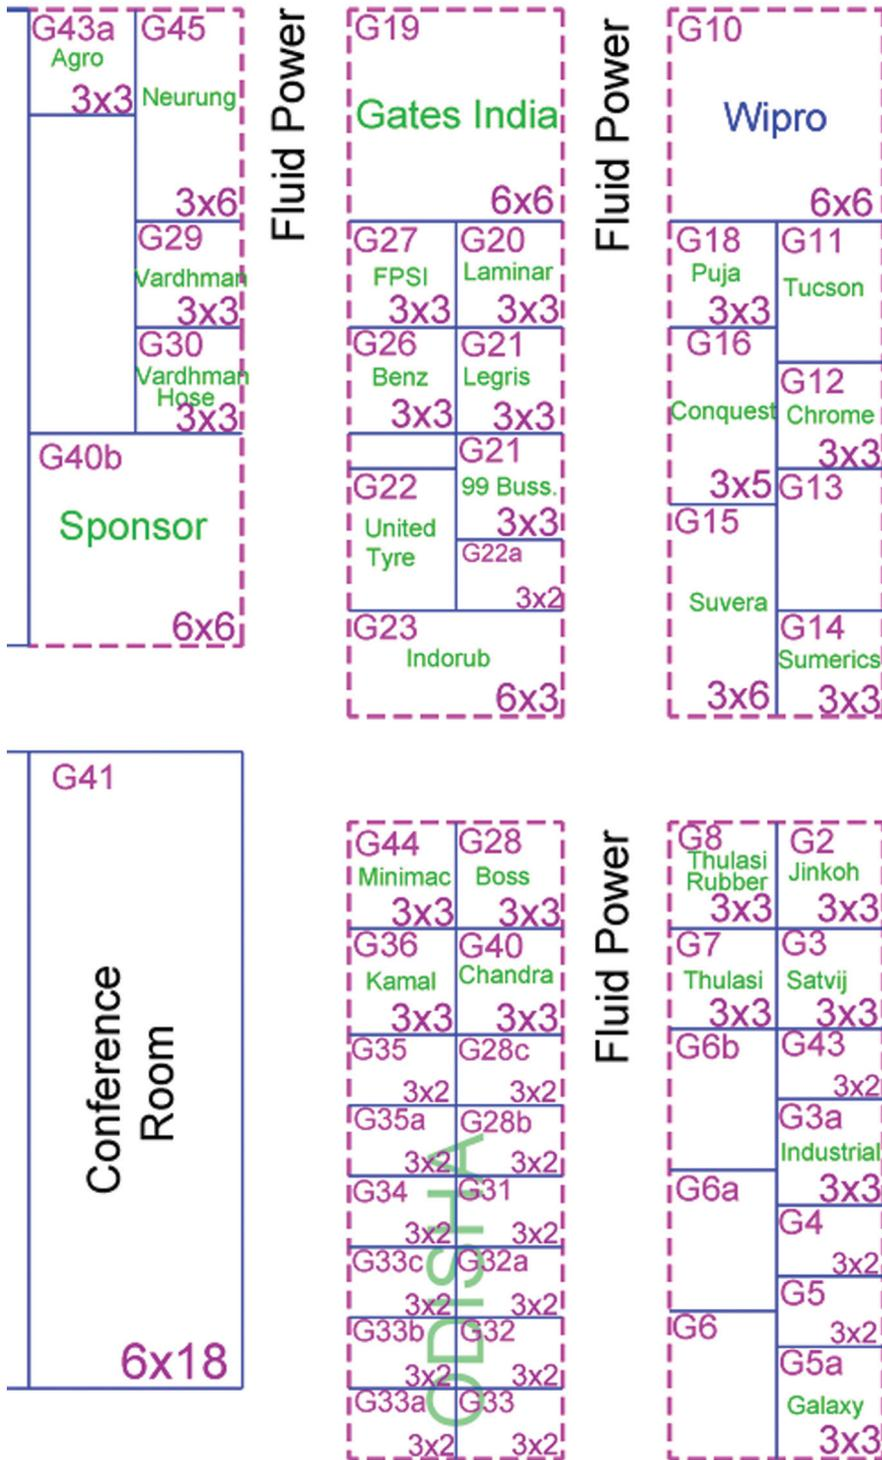 G43a
Agro
3x3
G45
Neurung
3x6
G29
Vardhman
3x3
G30
Vardhman
Hose
3x3
G40b
Sponsor
6x6
G41
Conference
Room
6x18
Fluid Power
G19
Gates India
6x6
G27
FPSI
3x3
G20
Laminar
3x3
G26
Benz
3x3
G21
Legris
3x3
G21
99 Buss.
3x3
G22
United
Tyre
G22a
3x2
G23
Indorub
6x3
G44
Minimac
3x3
G28
Boss
3x3
G36
Kamal
3x3
G40
Chandra
3x3
G35
3x2
G28c
3x2
G35a
3x2
G28b
3x2
G34
3x2
G31
3x2
G33c
3x2
G32a
3x2
G33b
3x2
G32
3x2
G33a
3x2
G33
3x2
ODISHA
Fluid Power
Fluid Power
G10
Wipro
6x6
G18
Puja
3x3
G11
Tucson
G16
Conquest
3x5
G12
Chrome
3x3
G13
G15
Suvera
3x6
G14
Sumerics
3x3
G8
Thulasi
Rubber
3x3
G2
Jinkoh
3x3
G7
Thulasi
3x3
G3
Satvij
3x3
G6b
G43
3x2
G3a
Industrial
3x3
G6a
G4
3x2
G5
3x2
G6
G5a
Galaxy
3x3